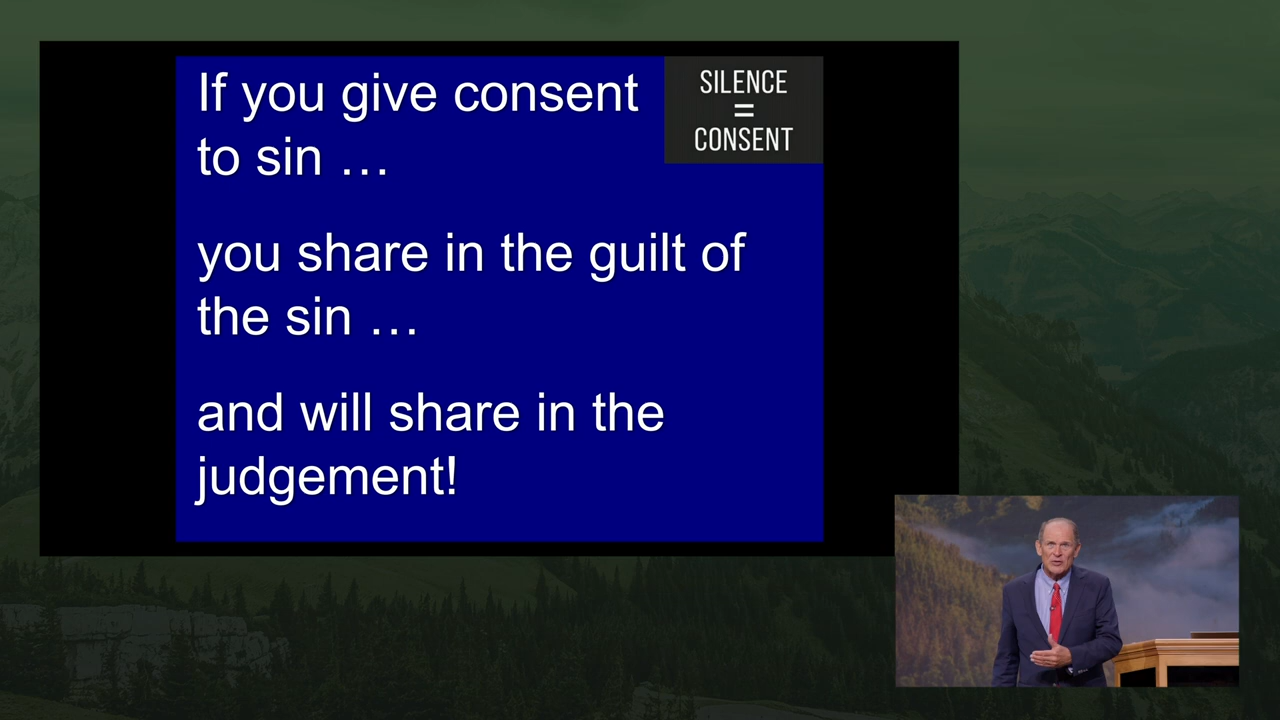 If you give consent
to sin …
SILENCE
=
CONSENT
you share in the guilt of
the sin …
and will share in the
judgement!